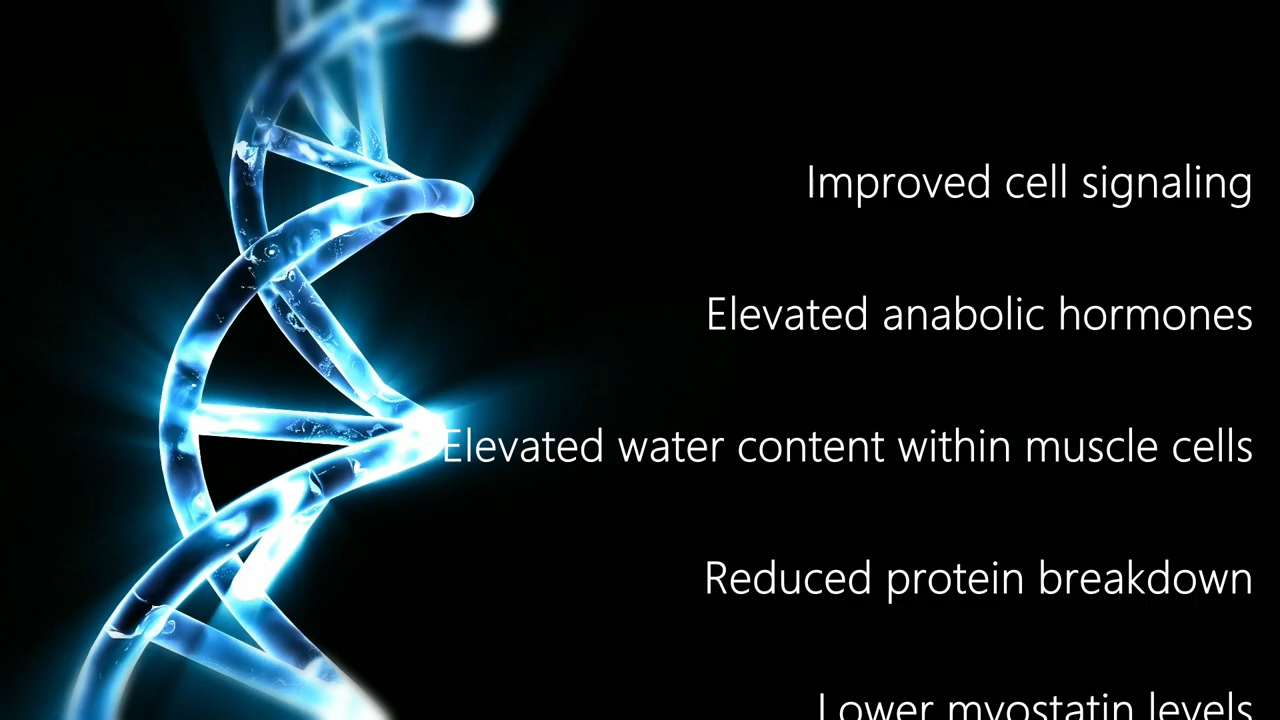 Improved cell signaling
Elevated anabolic hormones
Elevated water content within muscle cells
Reduced protein breakdown
Lower myostatin levels